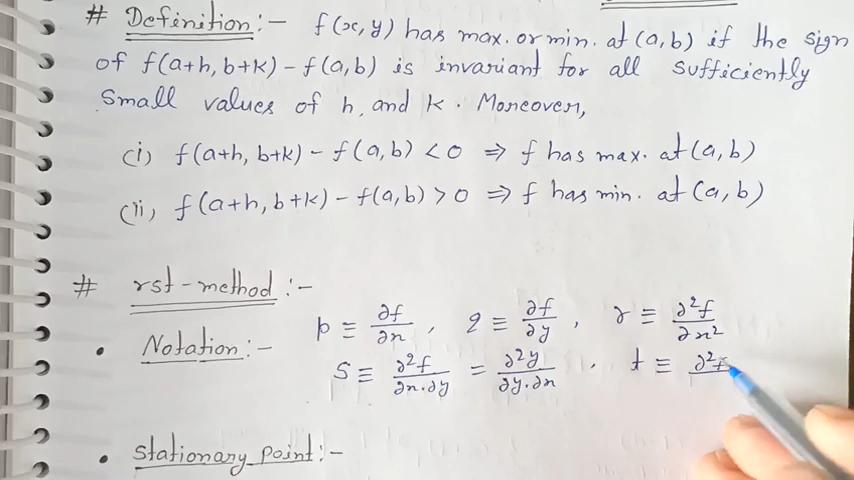 # Definition :- f(x,y) has max. or min. at (a,b) if the sign
of f(a+h, b+k) - f(a,b) is invariant for all sufficiently
small values of h, and k. Moreover,
(i) f(a+h, b+k) - f(a,b) < 0 ⇒ f has max. at (a,b)
(ii) f(a+h, b+k) - f(a,b) > 0 ⇒ f has min. at (a,b)
# rst-method :-
• Notation :- p ≡ ∂f/∂x , q ≡ ∂f/∂y , r ≡ ∂²f/∂x²
s ≡ ∂²f/∂x.∂y = ∂²y/∂y.∂x , t ≡ ∂²f
• Stationary point :-